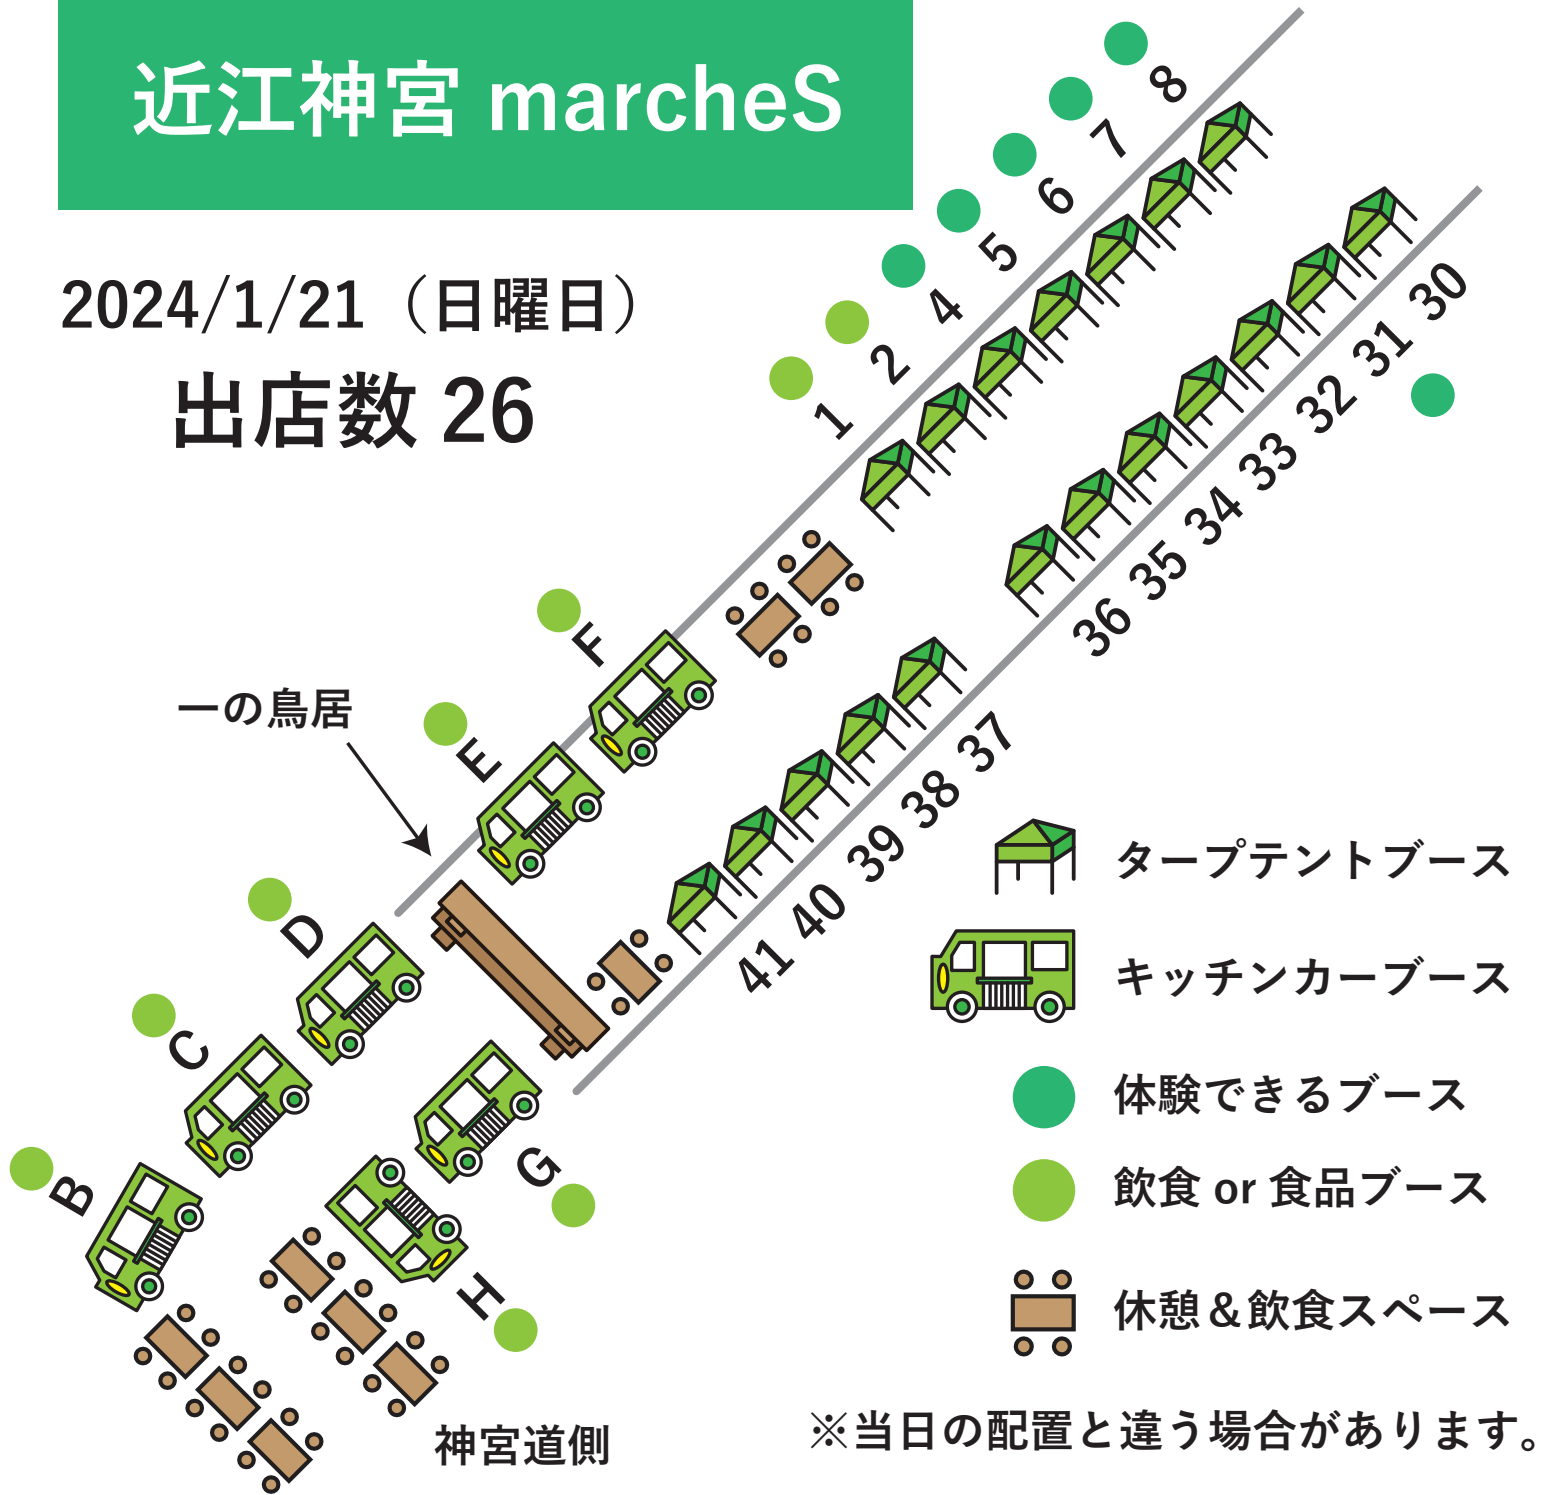 近江神宮 marcheS
2024/1/21（日曜日）
出店数 26
8
7
6
5
4
2
1
30
31
32
33
34
35
36
37
38
39
40
41
F
E
D
C
B
G
H
一の鳥居
タープテントブース
キッチンカーブース
体験できるブース
飲食 or 食品ブース
休憩＆飲食スペース
神宮道側
※当日の配置と違う場合があります。